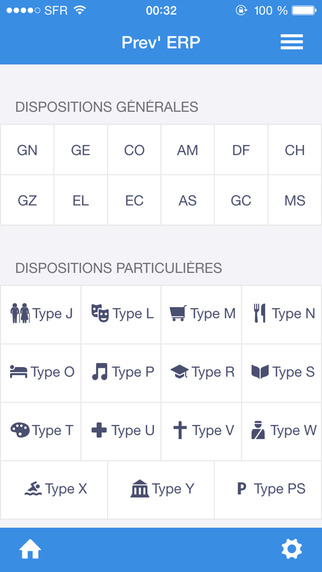 SFR 00:32 100 %
Prev' ERP
DISPOSITIONS GÉNÉRALES
GN GE CO AM DF CH
GZ EL EC AS GC MS
DISPOSITIONS PARTICULIÈRES
Type J Type L Type M Type N
Type O Type P Type R Type S
Type T Type U Type V Type W
Type X Type Y P Type PS